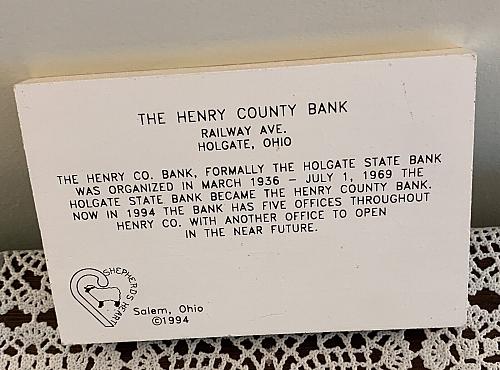 THE HENRY COUNTY BANK
RAILWAY AVE.
HOLGATE, OHIO
THE HENRY CO. BANK, FORMALLY THE HOLGATE STATE BANK
WAS ORGANIZED IN MARCH 1936 – JULY 1, 1969 THE
HOLGATE STATE BANK BECAME THE HENRY COUNTY BANK.
NOW IN 1994 THE BANK HAS FIVE OFFICES THROUGHOUT
HENRY CO. WITH ANOTHER OFFICE TO OPEN
IN THE NEAR FUTURE.
SHEPHERDS HEART
Salem, Ohio
©1994